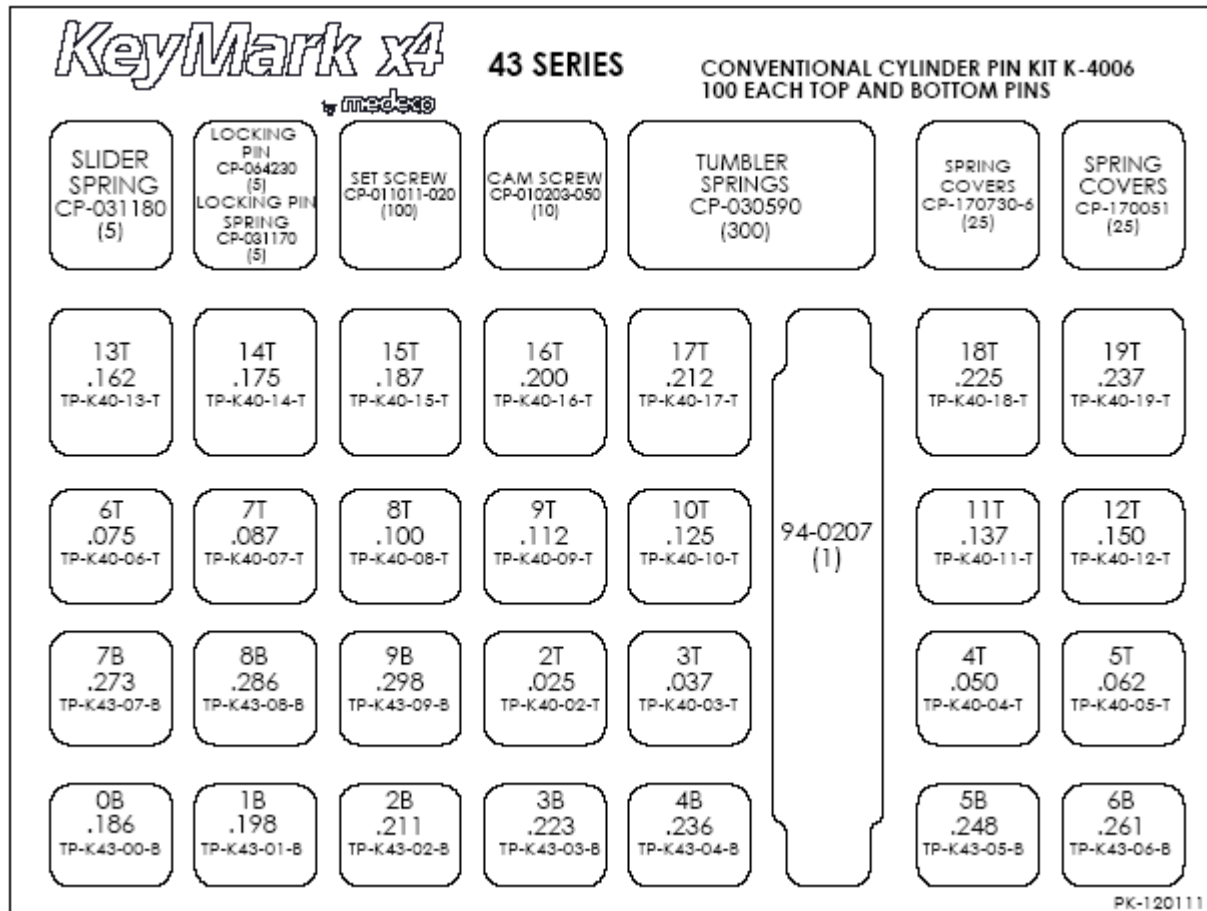 KeyMark x4
by medeco
43 SERIES
CONVENTIONAL CYLINDER PIN KIT K-4006
100 EACH TOP AND BOTTOM PINS
SLIDER
SPRING
CP-031180
(5)
LOCKING
PIN
CP-064230
(5)
LOCKING PIN
SPRING
CP-031170
(5)
SET SCREW
CP-011011-020
(100)
CAM SCREW
CP-010203-050
(10)
TUMBLER
SPRINGS
CP-030590
(300)
SPRING
COVERS
CP-170730-6
(25)
SPRING
COVERS
CP-170051
(25)
13T
.162
TP-K40-13-T
14T
.175
TP-K40-14-T
15T
.187
TP-K40-15-T
16T
.200
TP-K40-16-T
17T
.212
TP-K40-17-T
18T
.225
TP-K40-18-T
19T
.237
TP-K40-19-T
6T
.075
TP-K40-06-T
7T
.087
TP-K40-07-T
8T
.100
TP-K40-08-T
9T
.112
TP-K40-09-T
10T
.125
TP-K40-10-T
94-0207
(1)
11T
.137
TP-K40-11-T
12T
.150
TP-K40-12-T
7B
.273
TP-K43-07-B
8B
.286
TP-K43-08-B
9B
.298
TP-K43-09-B
2T
.025
TP-K40-02-T
3T
.037
TP-K40-03-T
4T
.050
TP-K40-04-T
5T
.062
TP-K40-05-T
0B
.186
TP-K43-00-B
1B
.198
TP-K43-01-B
2B
.211
TP-K43-02-B
3B
.223
TP-K43-03-B
4B
.236
TP-K43-04-B
5B
.248
TP-K43-05-B
6B
.261
TP-K43-06-B
PK-120111